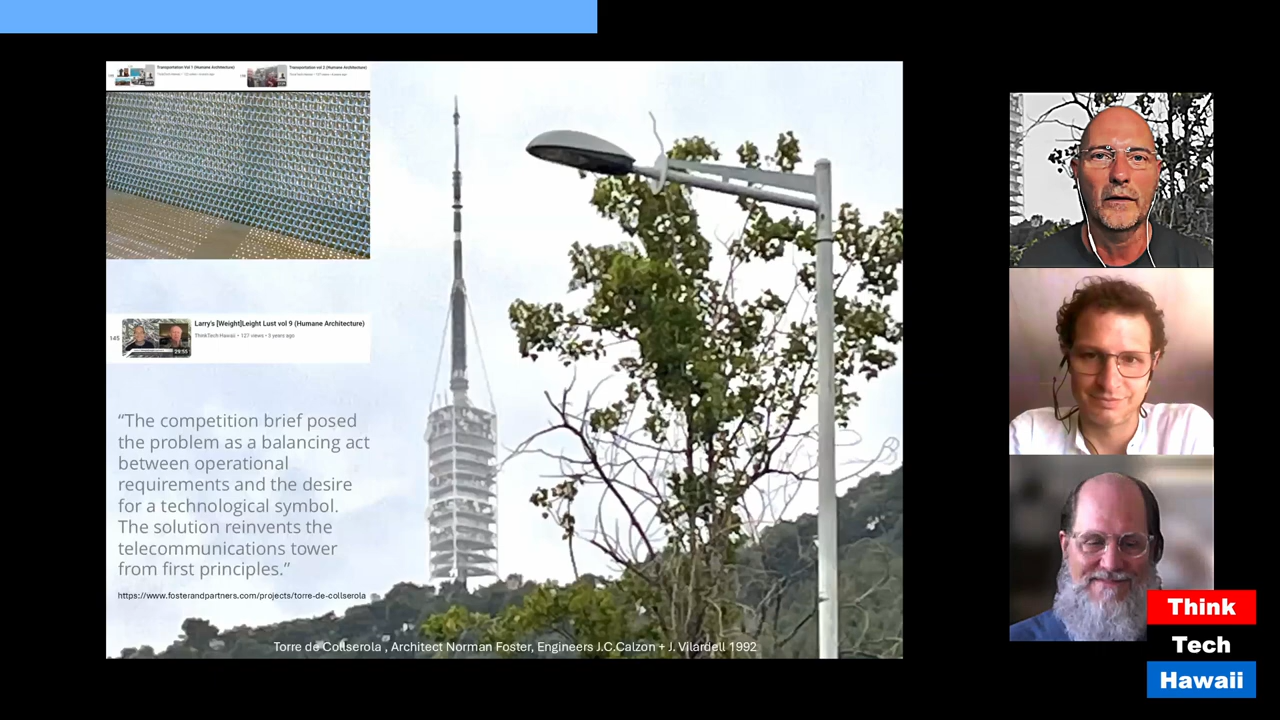 Transportation Vol 1 (Humane Architecture)
Transportation vol 2 (Humane Architecture)
145
29:51
Larry's [Weight]Leight Lust vol 9 (Humane Architecture)
ThinkTech Hawaii • 127 views • 3 years ago
“The competition brief posed
the problem as a balancing act
between operational
requirements and the desire
for a technological symbol.
The solution reinvents the
telecommunications tower
from first principles.”
https://www.fosterandpartners.com/projects/torre-de-collserola
Torre de Collserola , Architect Norman Foster, Engineers J.C.Calzon + J. Vilardell 1992
Think
Tech
Hawaii